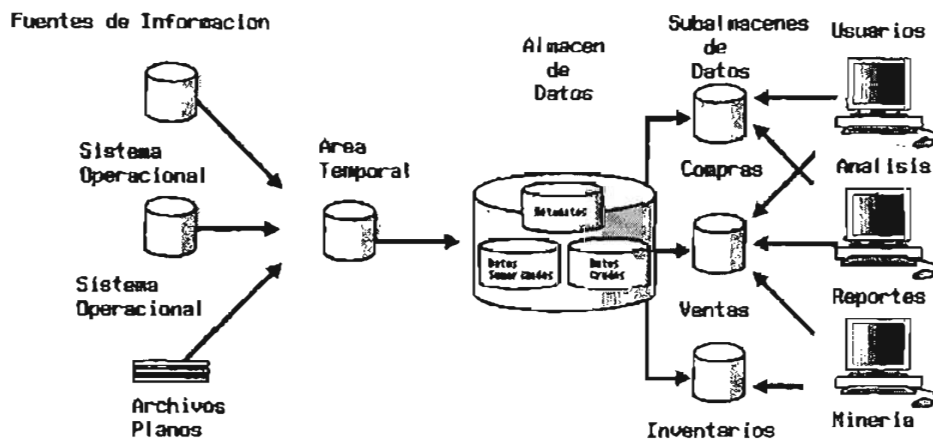 Fuentes de Informacion
Sistema
Operacional
Sistema
Operacional
Archivos
Planos
Area
Temporal
Almacen
de
Datos
Metadatos
Datos
Sumarizados
Datos
Crudos
Subalmacenes
de
Datos
Compras
Ventas
Inventarios
Usuarios
Analisis
Reportes
Mineria